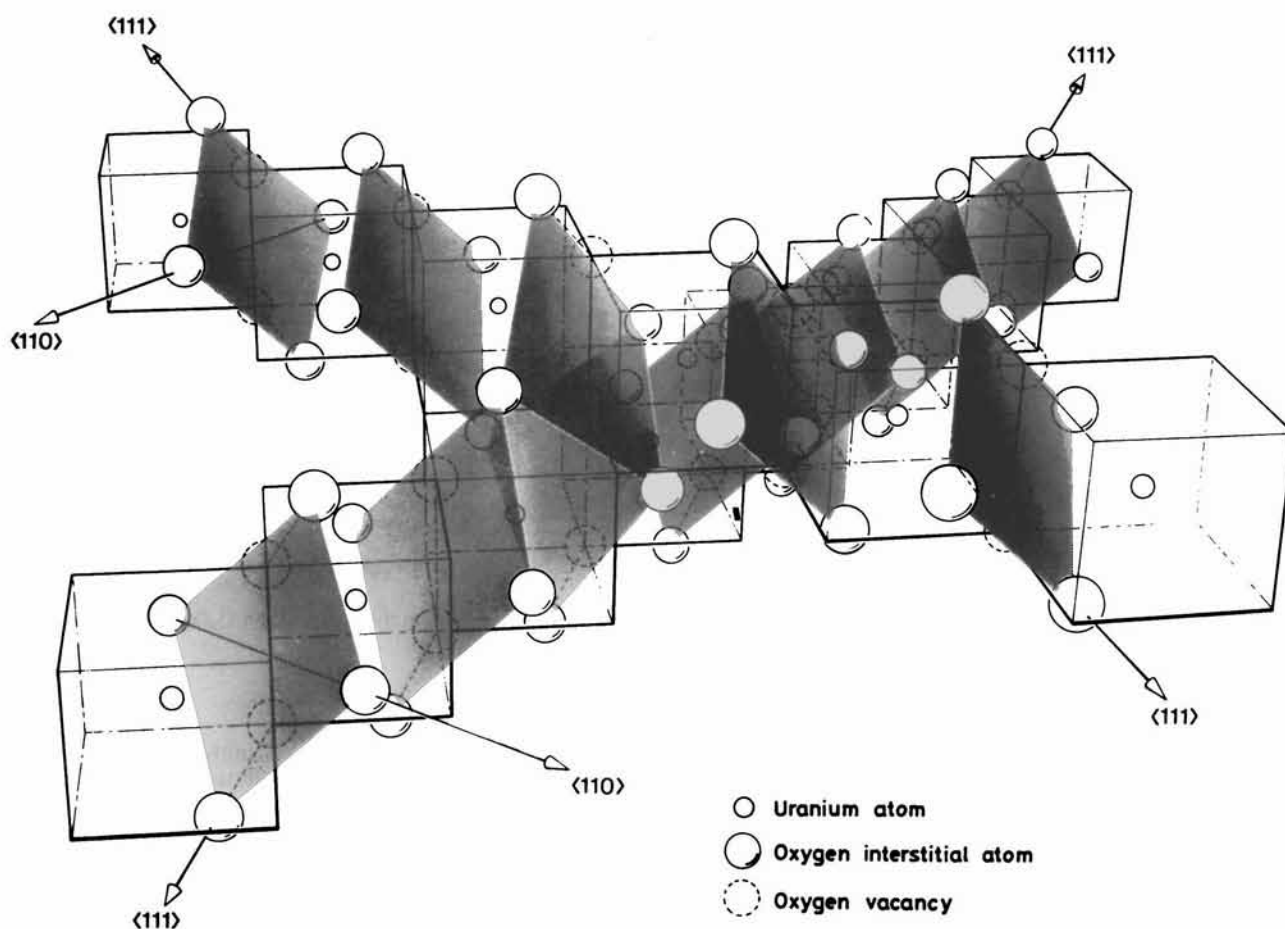 ⟨111⟩
⟨111⟩
⟨110⟩
⟨111⟩
⟨110⟩
⟨111⟩
Uranium atom
Oxygen interstitial atom
Oxygen vacancy